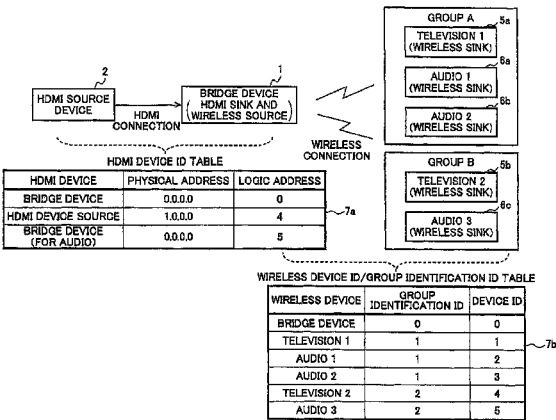 GROUP A
5a
TELEVISION 1
(WIRELESS SINK)
6a
AUDIO 1
(WIRELESS SINK)
6b
AUDIO 2
(WIRELESS SINK)
2
HDMI SOURCE
DEVICE
HDMI
CONNECTION
1
BRIDGE DEVICE
(HDMI SINK AND
WIRELESS SOURCE)
WIRELESS
CONNECTION
GROUP B
5b
TELEVISION 2
(WIRELESS SINK)
6c
AUDIO 3
(WIRELESS SINK)
HDMI DEVICE ID TABLE
HDMI DEVICE PHYSICAL ADDRESS LOGIC ADDRESS
BRIDGE DEVICE 0.0.0.0 0
HDMI DEVICE SOURCE 1.0.0.0 4
BRIDGE DEVICE
(FOR AUDIO) 0.0.0.0 5
7a
WIRELESS DEVICE ID/GROUP IDENTIFICATION ID TABLE
WIRELESS DEVICE GROUP
IDENTIFICATION ID DEVICE ID
BRIDGE DEVICE 0 0
TELEVISION 1 1 1
AUDIO 1 1 2
AUDIO 2 1 3
TELEVISION 2 2 4
AUDIO 3 2 5
7b